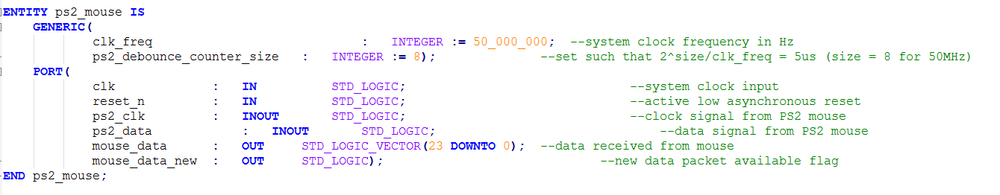 ENTITY ps2_mouse IS
GENERIC(
clk_freq : INTEGER := 50_000_000; --system clock frequency in Hz
ps2_debounce_counter_size : INTEGER := 8); --set such that 2^size/clk_freq = 5us (size = 8 for 50MHz)
PORT(
clk : IN STD_LOGIC; --system clock input
reset_n : IN STD_LOGIC; --active low asynchronous reset
ps2_clk : INOUT STD_LOGIC; --clock signal from PS2 mouse
ps2_data : INOUT STD_LOGIC; --data signal from PS2 mouse
mouse_data : OUT STD_LOGIC_VECTOR(23 DOWNTO 0); --data received from mouse
mouse_data_new : OUT STD_LOGIC); --new data packet available flag
END ps2_mouse;